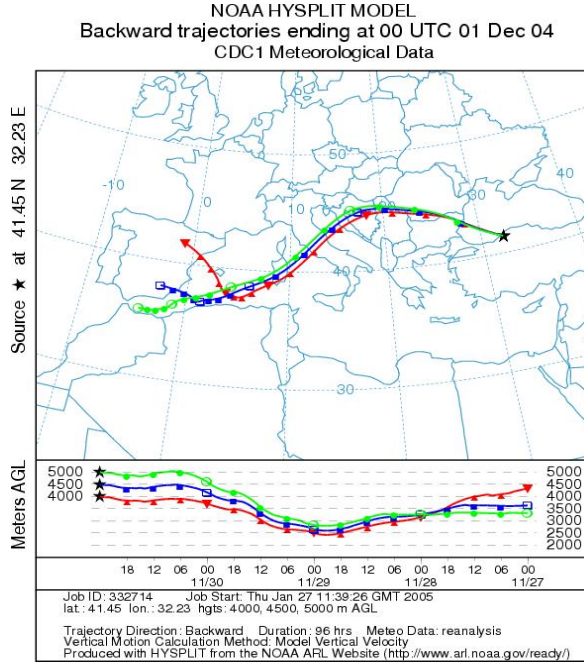 NOAA HYSPLIT MODEL
Backward trajectories ending at 00 UTC 01 Dec 04
CDC1 Meteorological Data
Source ★ at 41.45 N 32.23 E
-10
0
10
20
30
40
50
40
30
Meters AGL
5000
4500
4000
5000
4500
4000
3500
3000
2500
2000
18 12 06 00 18 12 06 00 18 12 06 00 18 12 06 00
11/30 11/29 11/28 11/27
Job ID: 332714 Job Start: Thu Jan 27 11:39:26 GMT 2005
lat.: 41.45 lon.: 32.23 hgts: 4000, 4500, 5000 m AGL
Trajectory Direction: Backward Duration: 96 hrs Meteo Data: reanalysis
Vertical Motion Calculation Method: Model Vertical Velocity
Produced with HYSPLIT from the NOAA ARL Website (http://www.arl.noaa.gov/ready/)